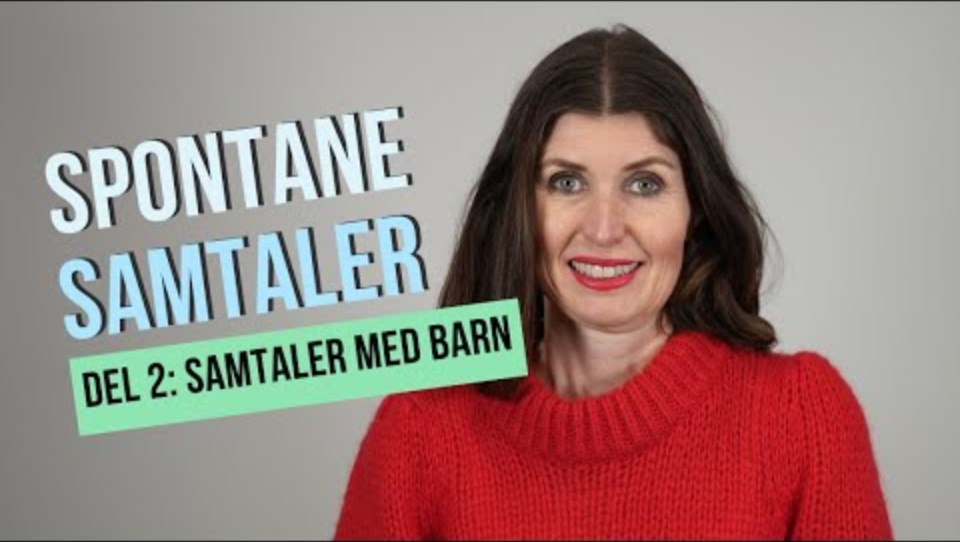 SPONTANE
SAMTALER
DEL 2: SAMTALER MED BARN